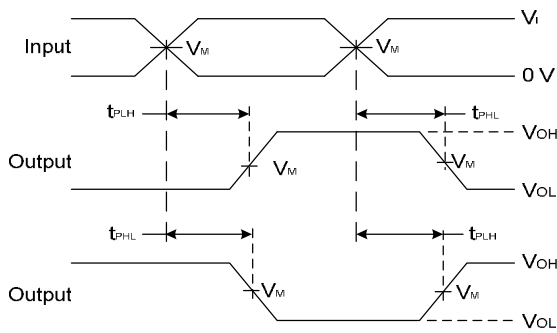 VI
Input
VM
VM
0 V
tPLH
tPHL
VOH
Output
VM
VM
VOL
tPHL
tPLH
VOH
Output
VM
VM
VOL